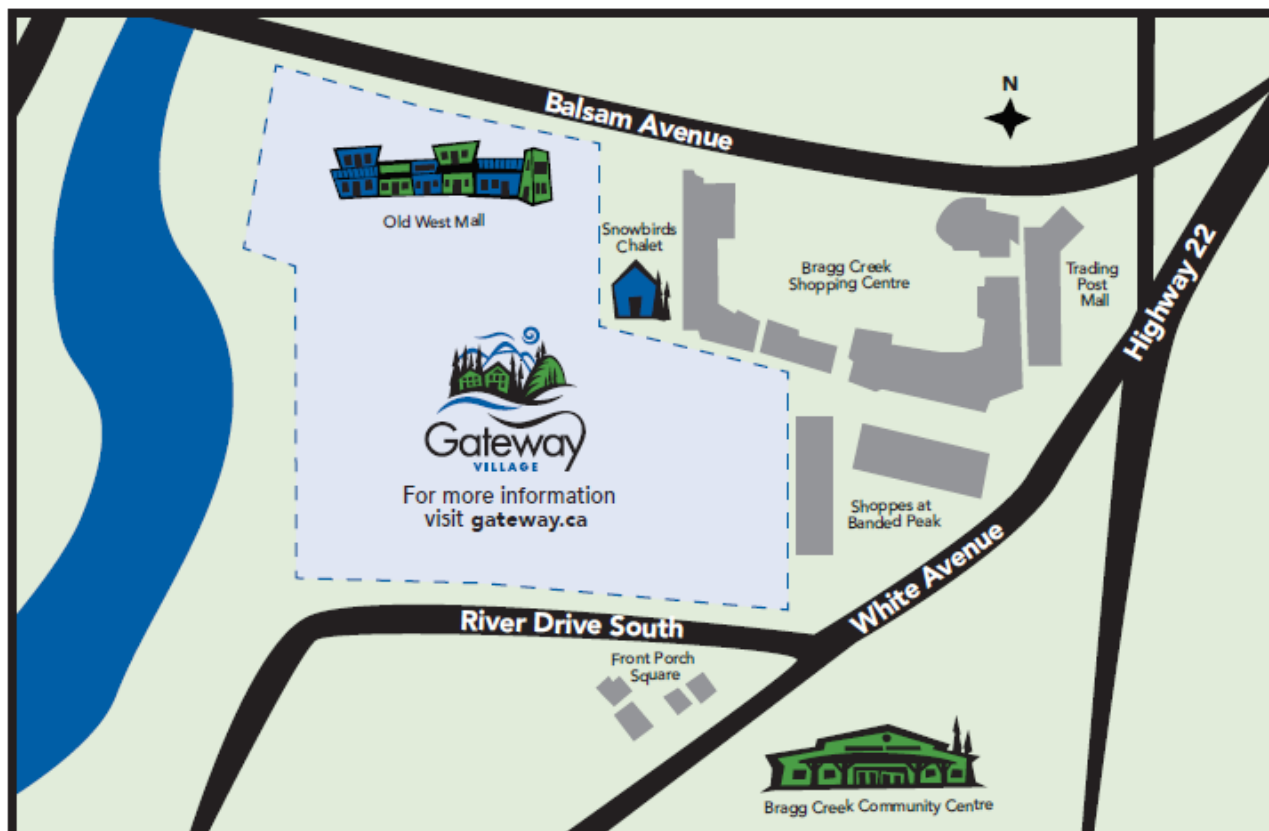 Balsam Avenue
N
Old West Mall
Snowbirds
Chalet
Bragg Creek
Shopping Centre
Trading
Post
Mall
Highway 22
Gateway
VILLAGE
For more information
visit gateway.ca
Shoppes at
Banded Peak
White Avenue
River Drive South
Front Porch
Square
Bragg Creek Community Centre